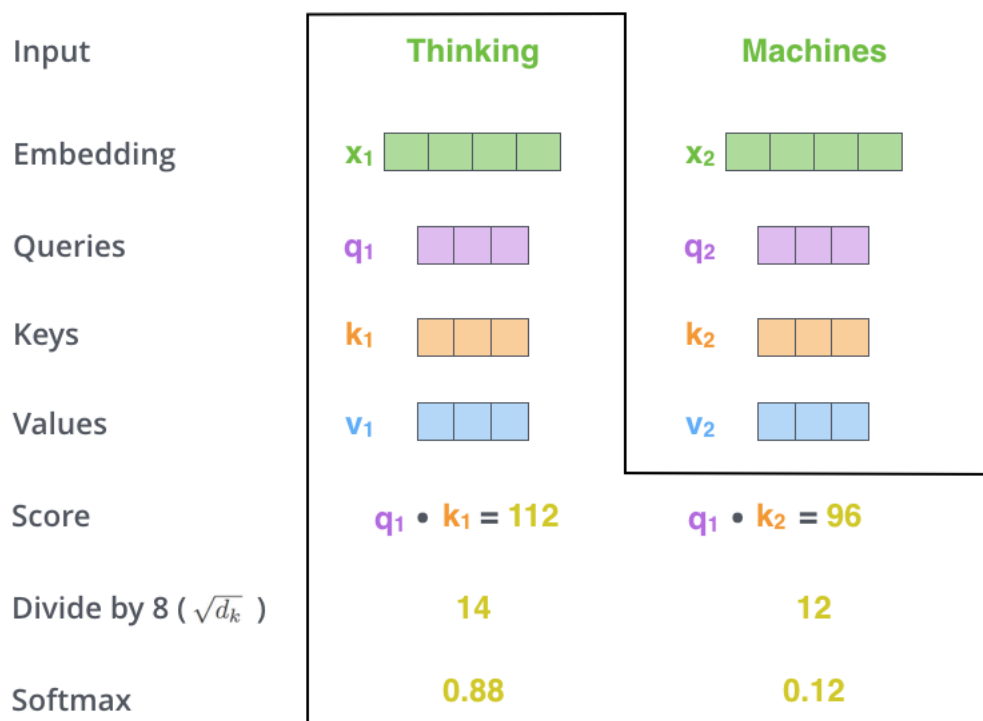 Input Thinking Machines
Embedding x₁ x₂
Queries q₁ q₂
Keys k₁ k₂
Values v₁ v₂
Score q₁ • k₁ = 112 q₁ • k₂ = 96
Divide by 8 ( √dₖ ) 14 12
Softmax 0.88 0.12